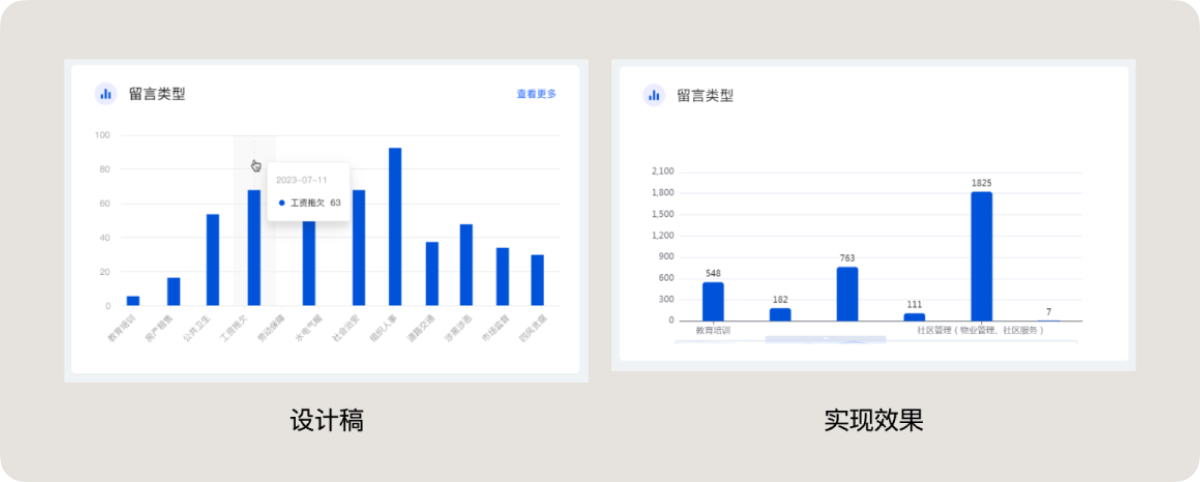 留言类型
查看更多
100
80
60
40
20
0
2023-07-11
工资拖欠 63
教育培训
房产租售
公共卫生
工资拖欠
劳动保障
水电气暖
社会治安
组织人事
道路交通
涉黑涉恶
市场监督
四风贪腐
设计稿
留言类型
2,100
1,800
1,500
1,200
900
600
300
0
548
182
763
111
1825
7
教育培训
社区管理（物业管理、社区服务）
实现效果